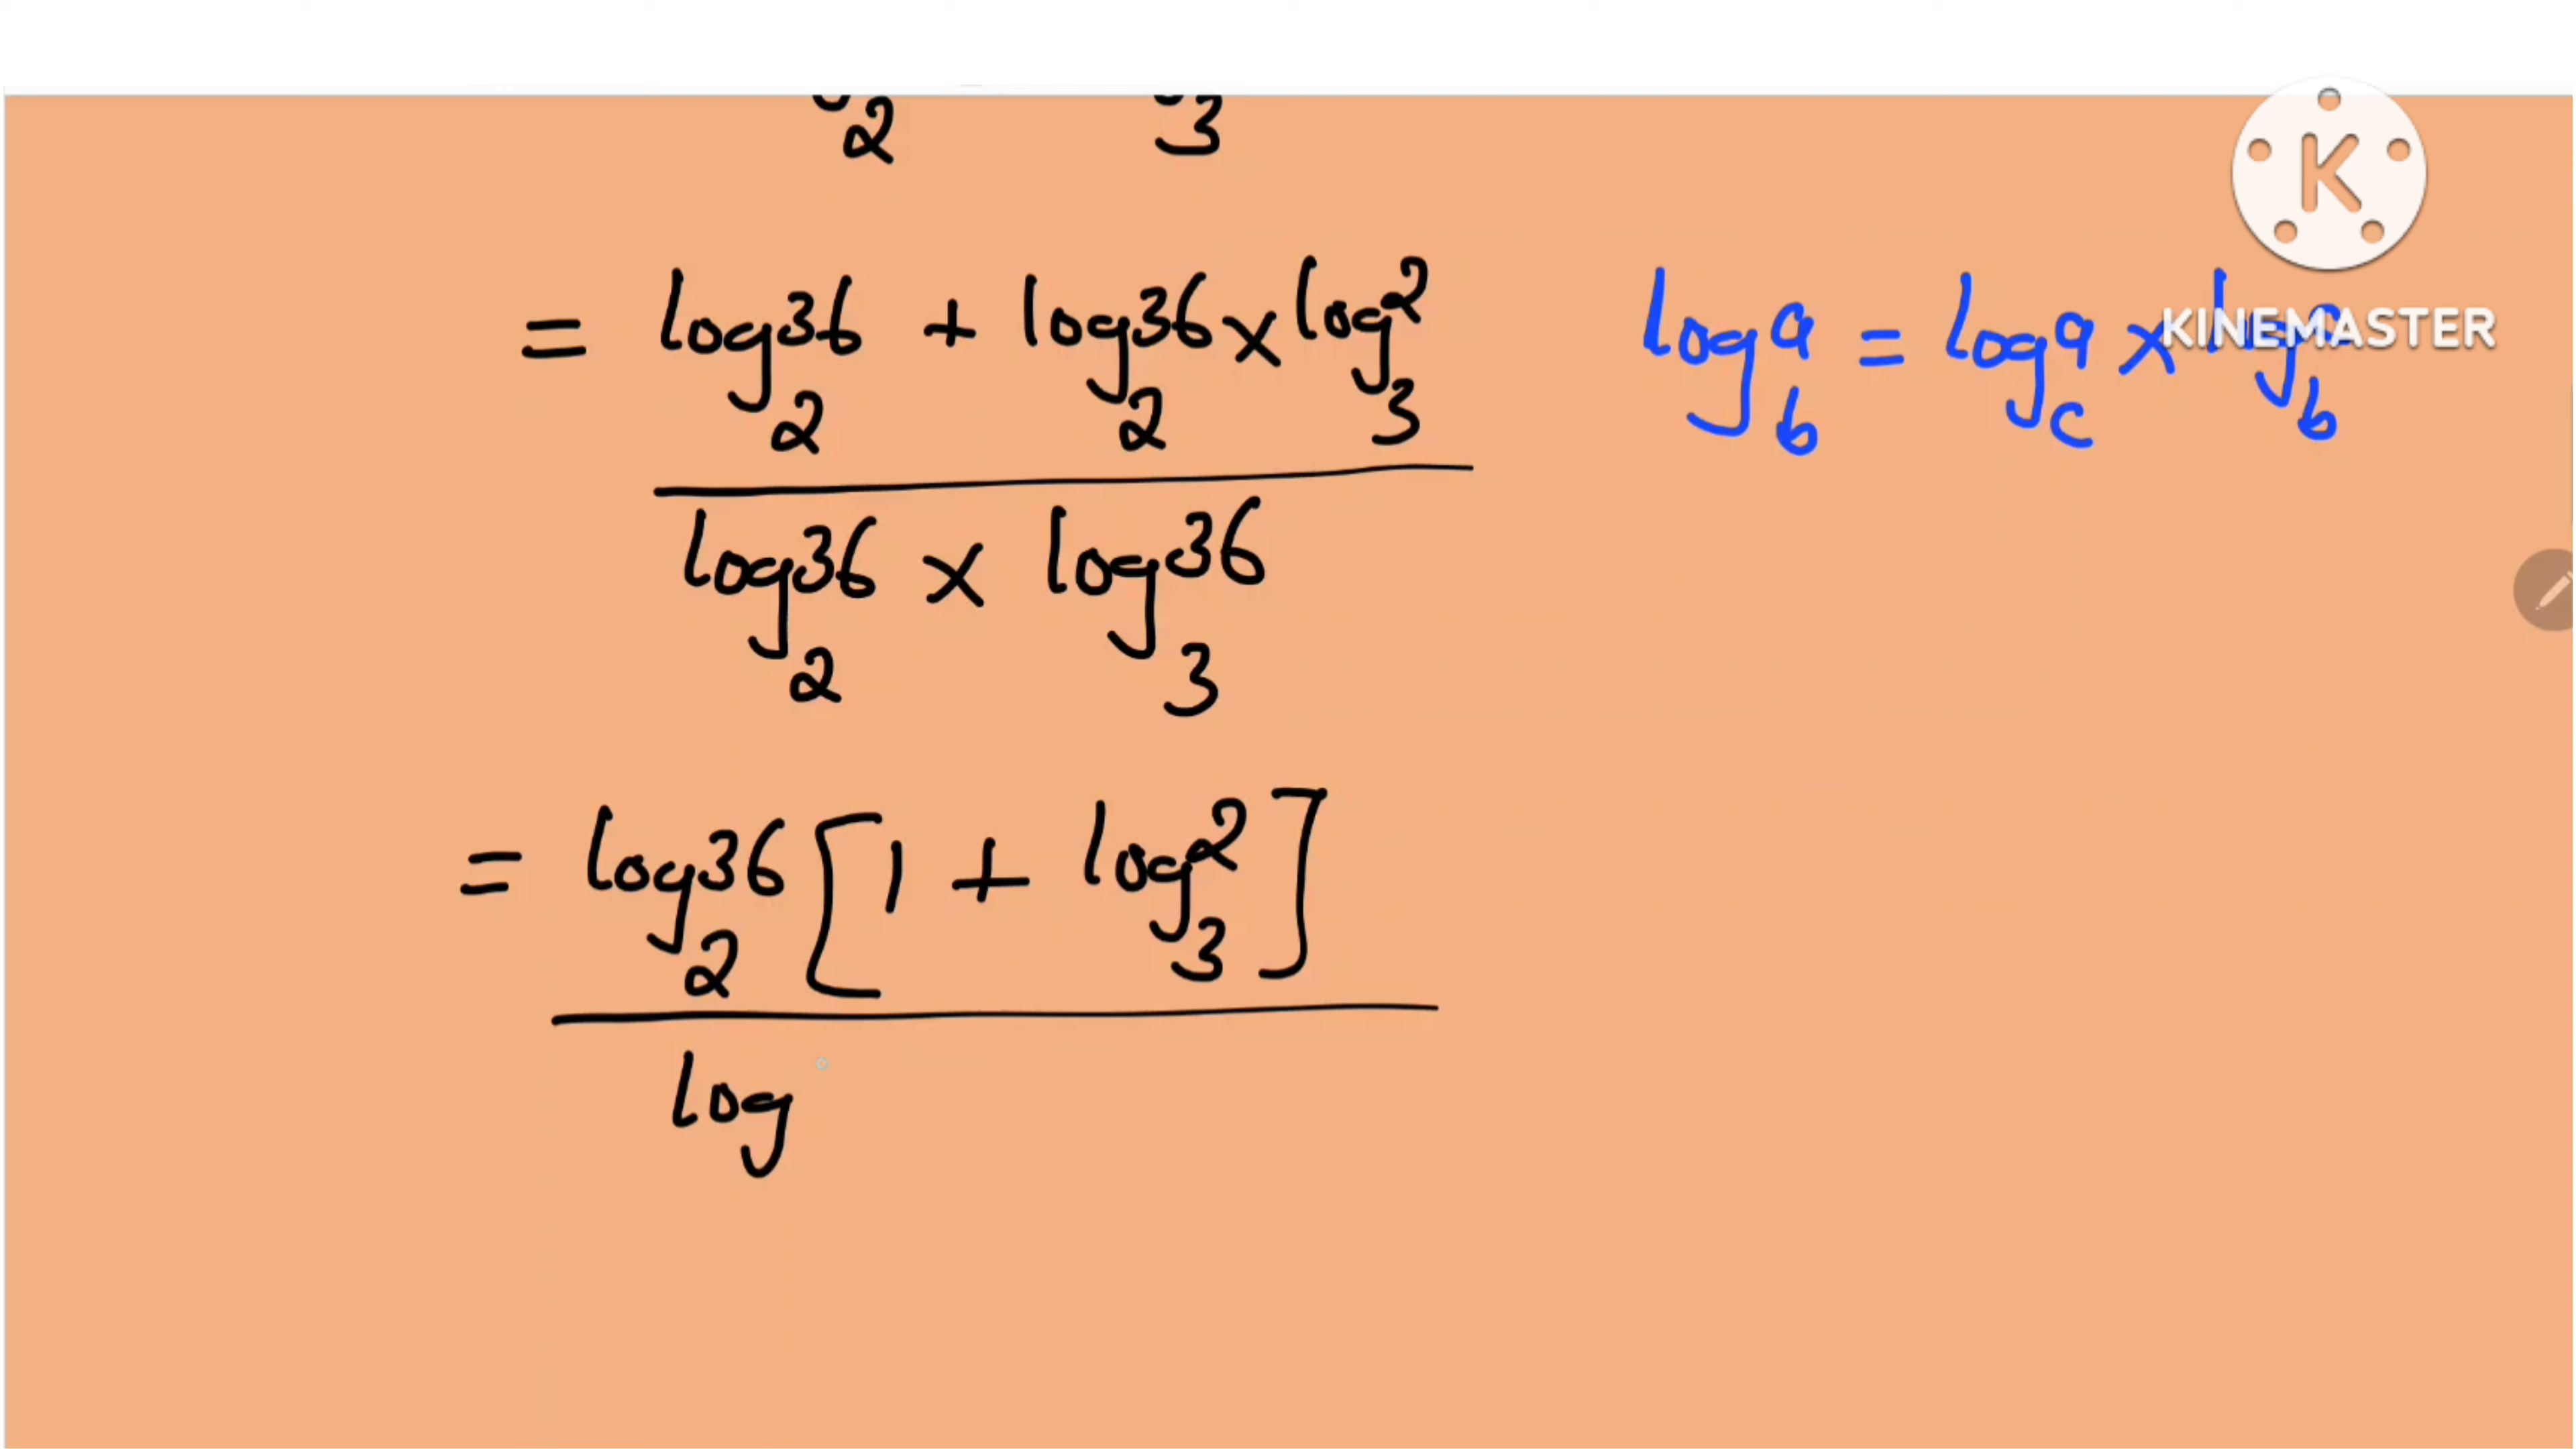 2 3
= log₂36 + log₂36 × log₃2
log₂36 × log₃36
log_b a = log_c a × log_b c
K
KINEMASTER
= log₂36 [1 + log₃2]
log